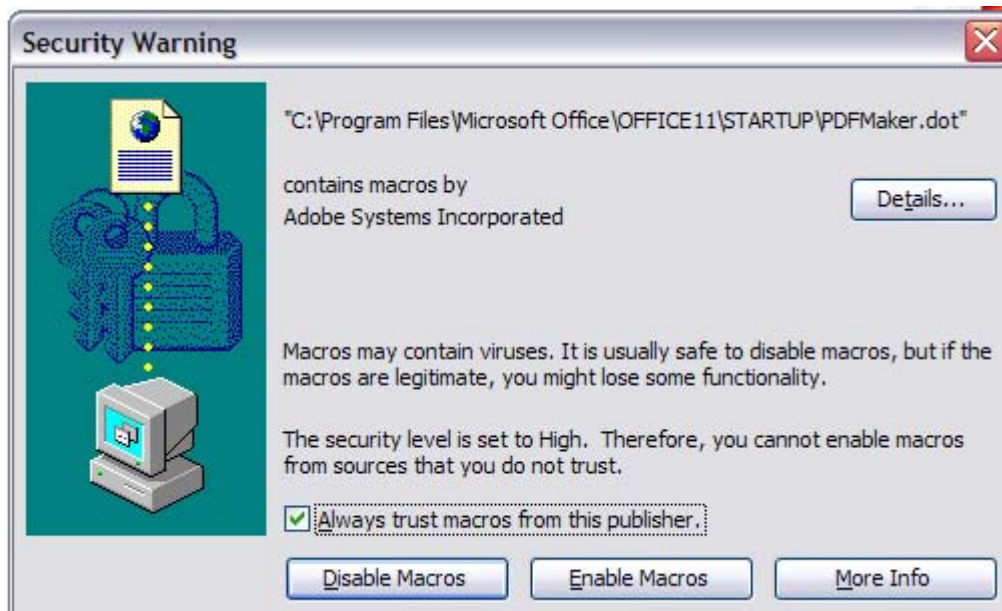 Security Warning
"C:\Program Files\Microsoft Office\OFFICE11\STARTUP\PDFMaker.dot"
contains macros by
Adobe Systems Incorporated
Details...
Macros may contain viruses. It is usually safe to disable macros, but if the
macros are legitimate, you might lose some functionality.
The security level is set to High.  Therefore, you cannot enable macros
from sources that you do not trust.
Always trust macros from this publisher.
Disable Macros
Enable Macros
More Info